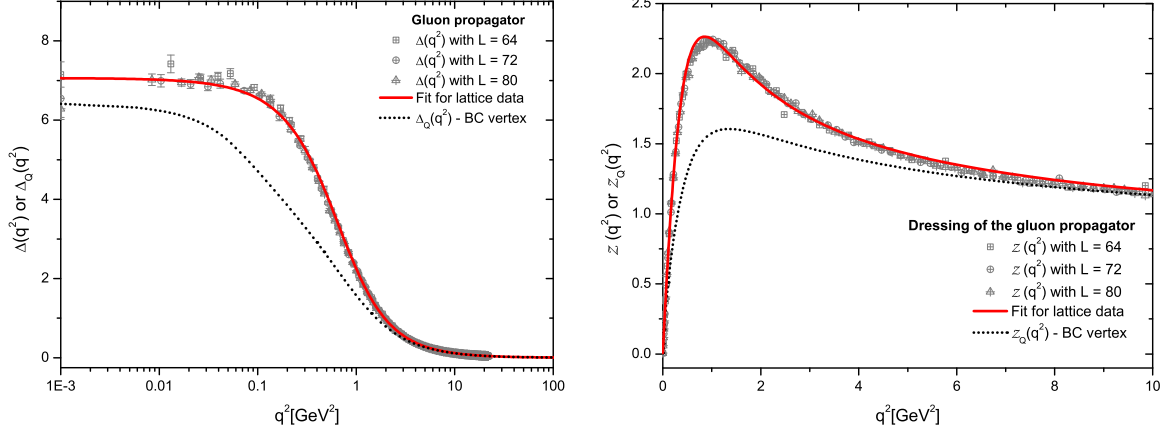 Gluon propagator
Δ(q²) with L = 64
Δ(q²) with L = 72
Δ(q²) with L = 80
Fit for lattice data
Δ_Q(q²) - BC vertex
8
6
4
2
0
Δ(q²) or Δ_Q(q²)
1E-3
0.01
0.1
1
10
100
q²[GeV²]
2.5
2.0
1.5
1.0
0.5
0.0
Z (q²) or Z_Q(q²)
Dressing of the gluon propagator
Z (q²) with L = 64
Z (q²) with L = 72
Z (q²) with L = 80
Fit for lattice data
Z_Q(q²) - BC vertex
0
2
4
6
8
10
q²[GeV²]